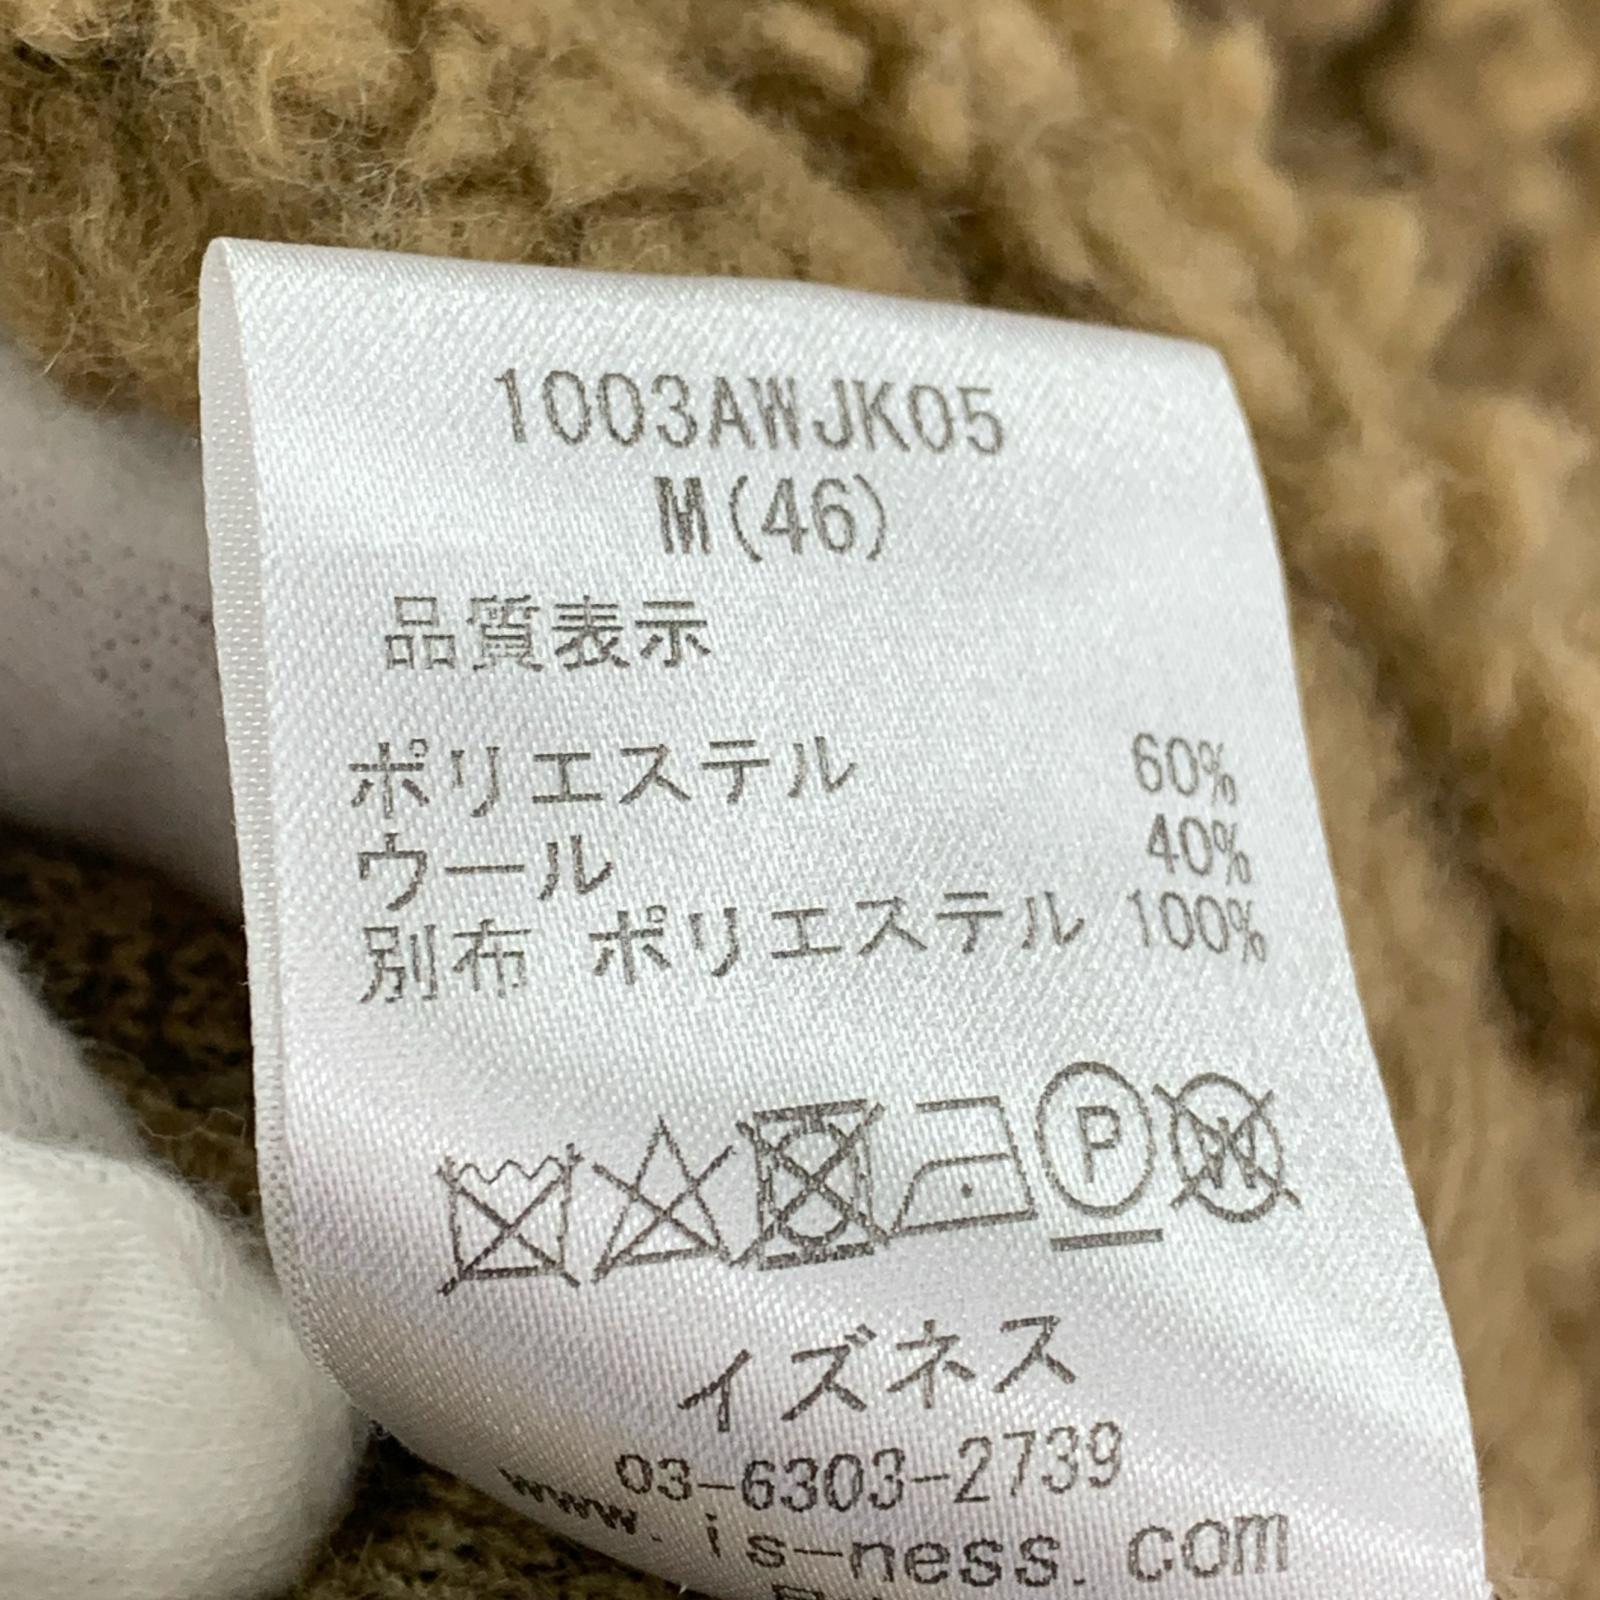 1003AWJK05
M(46)
品質表示
ポリエステル 60%
ウール 40%
別布 ポリエステル 100%
P W
イズネス
03-6303-2739
www.is-ness.com